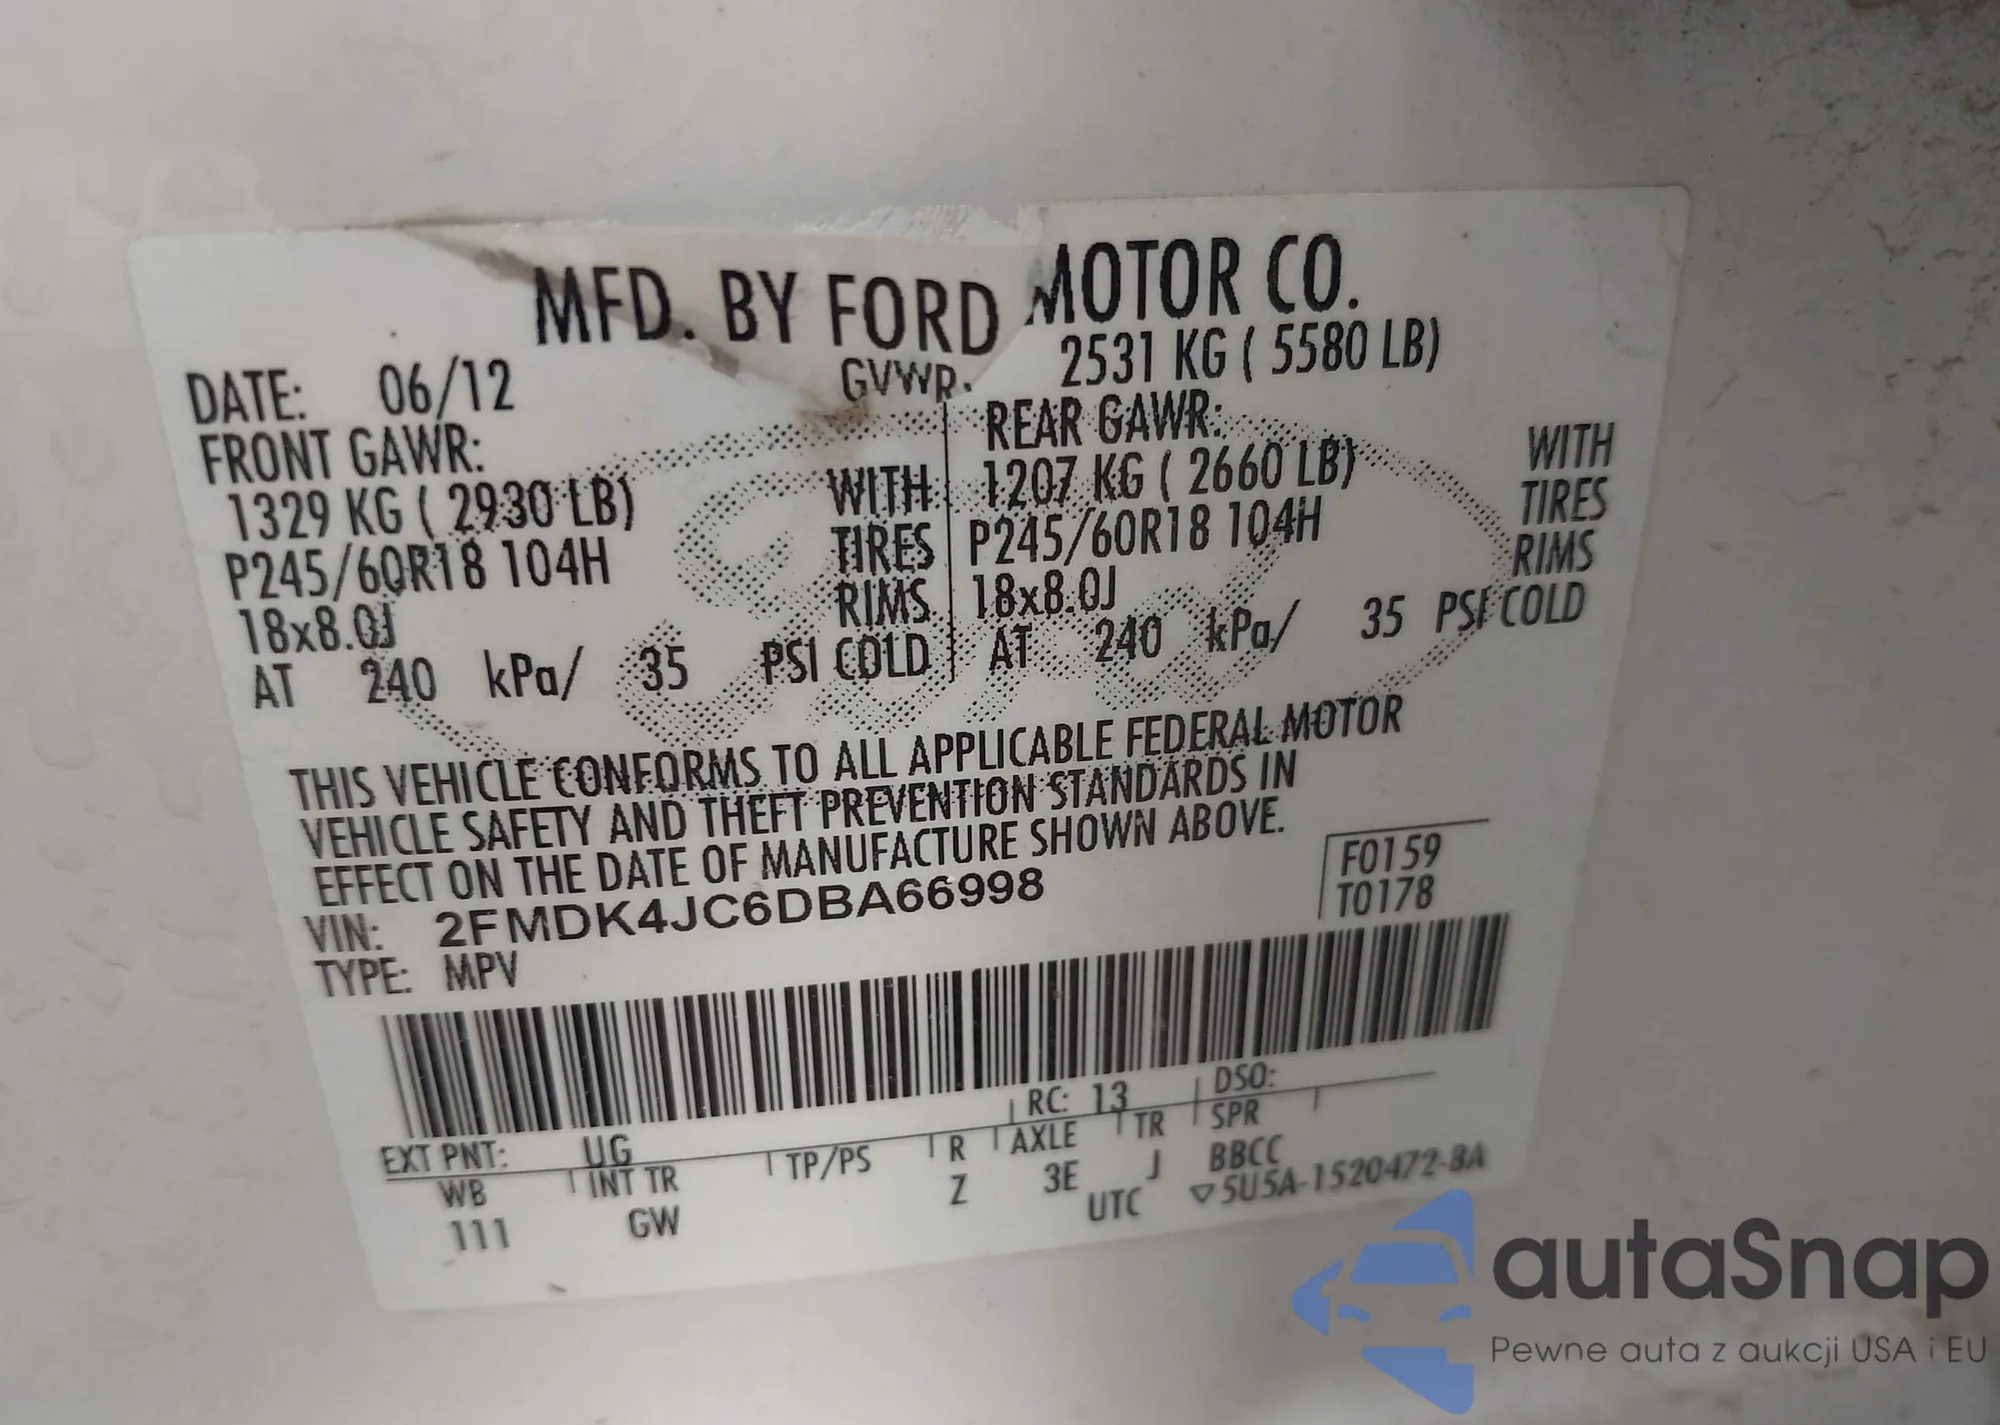 MFD. BY FORD MOTOR CO.
DATE: 06/12 GVWR: 2531 KG ( 5580 LB)
FRONT GAWR: REAR GAWR:
1329 KG ( 2930 LB) WITH 1207 KG ( 2660 LB) WITH
P245/60R18 104H TIRES P245/60R18 104H TIRES
18x8.0J RIMS 18x8.0J RIMS
AT 240 kPa/ 35 PSI COLD AT 240 kPa/ 35 PSI COLD
THIS VEHICLE CONFORMS TO ALL APPLICABLE FEDERAL MOTOR
VEHICLE SAFETY AND THEFT PREVENTION STANDARDS IN
EFFECT ON THE DATE OF MANUFACTURE SHOWN ABOVE.
VIN: 2FMDK4JC6DBA66998 F0159
TYPE: MPV T0178
EXT PNT: UG RC: 13 DSO:
WB INT TR TP/PS R AXLE TR SPR
111 GW Z 3E J BBCC
UTC ▽5U5A-1520472-BA
Ford
autaSnap
Pewne auta z aukcji USA i EU